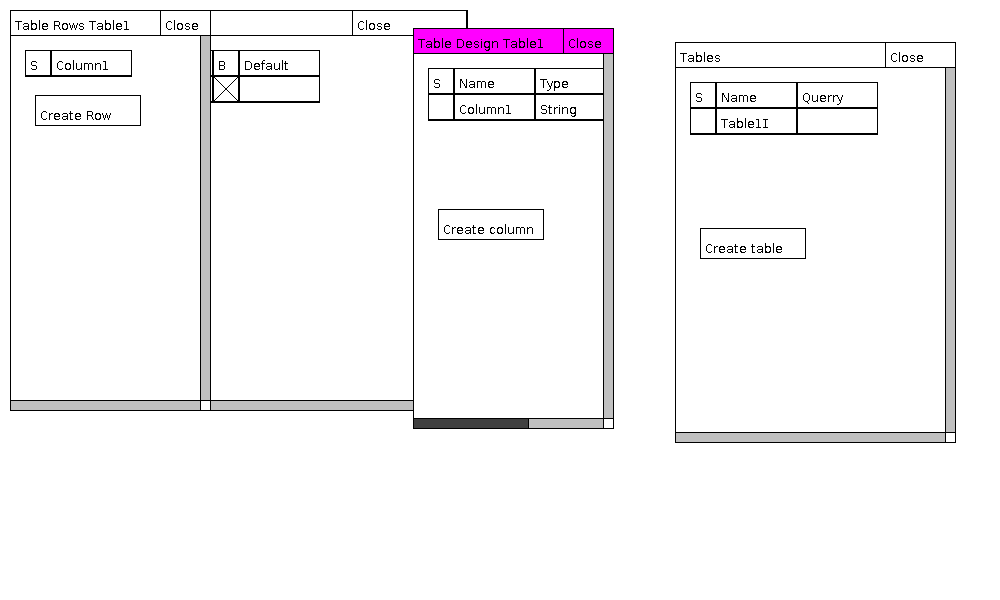 Table Rows Table1 Close
Close
S Column1
Create Row
B Default
Table Design Table1 Close
S Name Type
Column1 String
Create column
Tables Close
S Name Querry
Table1I
Create table